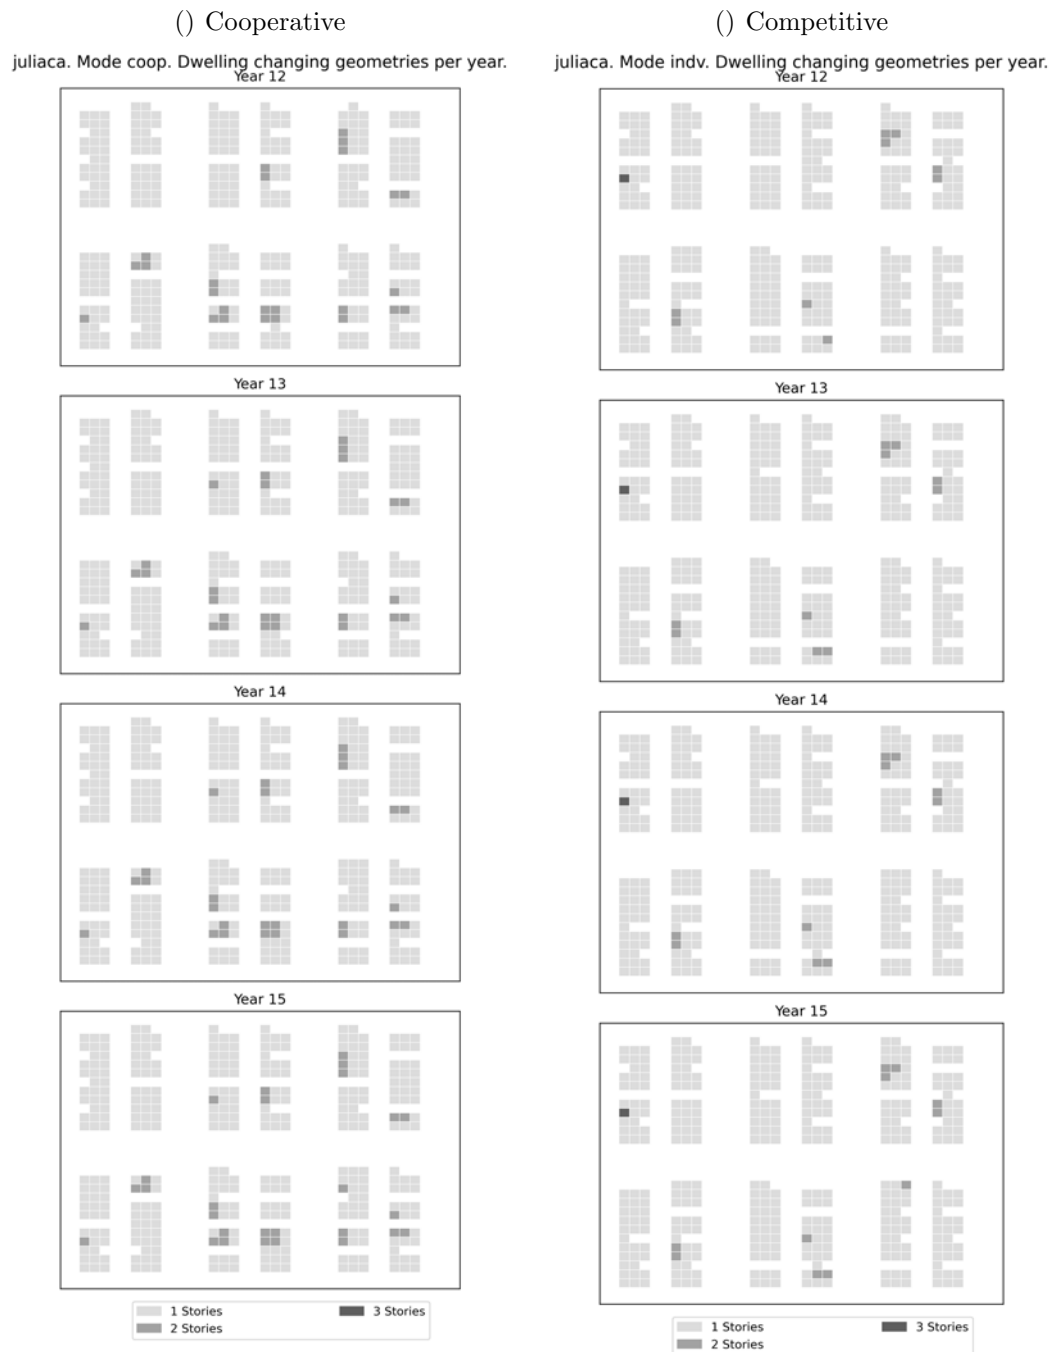 () Cooperative
juliaca. Mode coop. Dwelling changing geometries per year.
Year 12
Year 13
Year 14
Year 15
1 Stories
2 Stories
3 Stories
() Competitive
juliaca. Mode indv. Dwelling changing geometries per year.
Year 12
Year 13
Year 14
Year 15
1 Stories
2 Stories
3 Stories